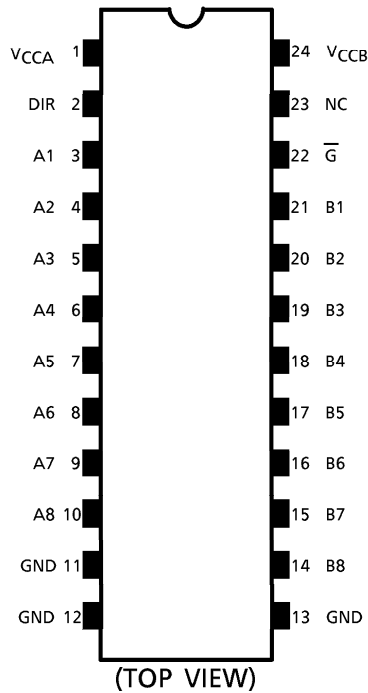 VCCA 1 24 VCCB
DIR 2 23 NC
A1 3 22 G̅
A2 4 21 B1
A3 5 20 B2
A4 6 19 B3
A5 7 18 B4
A6 8 17 B5
A7 9 16 B6
A8 10 15 B7
GND 11 14 B8
GND 12 13 GND
(TOP VIEW)